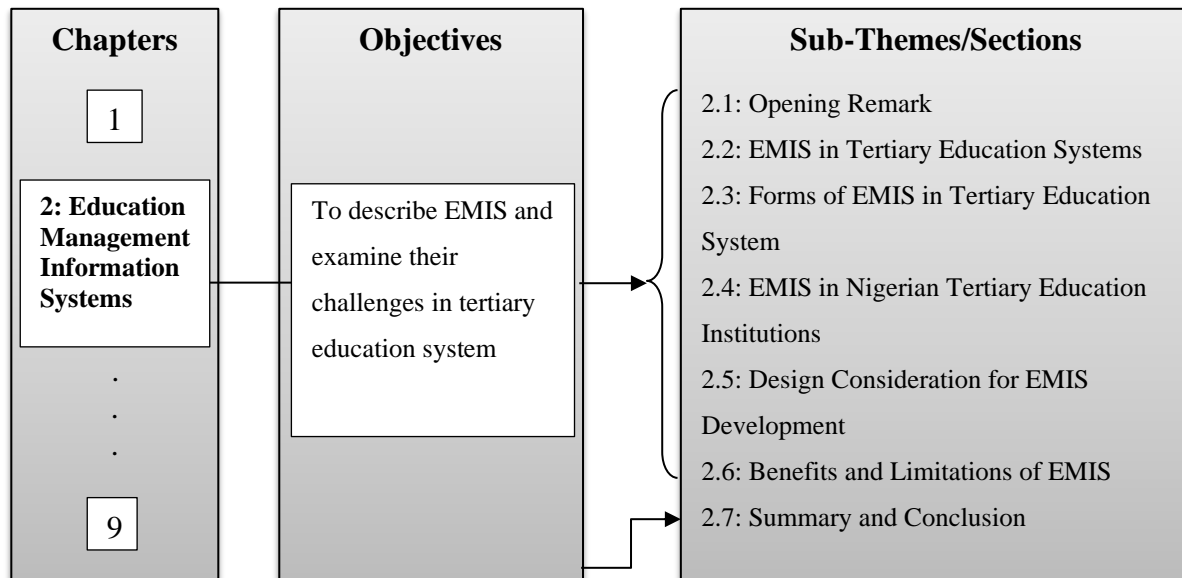 Chapters
1
2: Education
Management
Information
Systems
.
.
.
9
Objectives
To describe EMIS and
examine their
challenges in tertiary
education system
Sub-Themes/Sections
2.1: Opening Remark
2.2: EMIS in Tertiary Education Systems
2.3: Forms of EMIS in Tertiary Education
System
2.4: EMIS in Nigerian Tertiary Education
Institutions
2.5: Design Consideration for EMIS
Development
2.6: Benefits and Limitations of EMIS
2.7: Summary and Conclusion